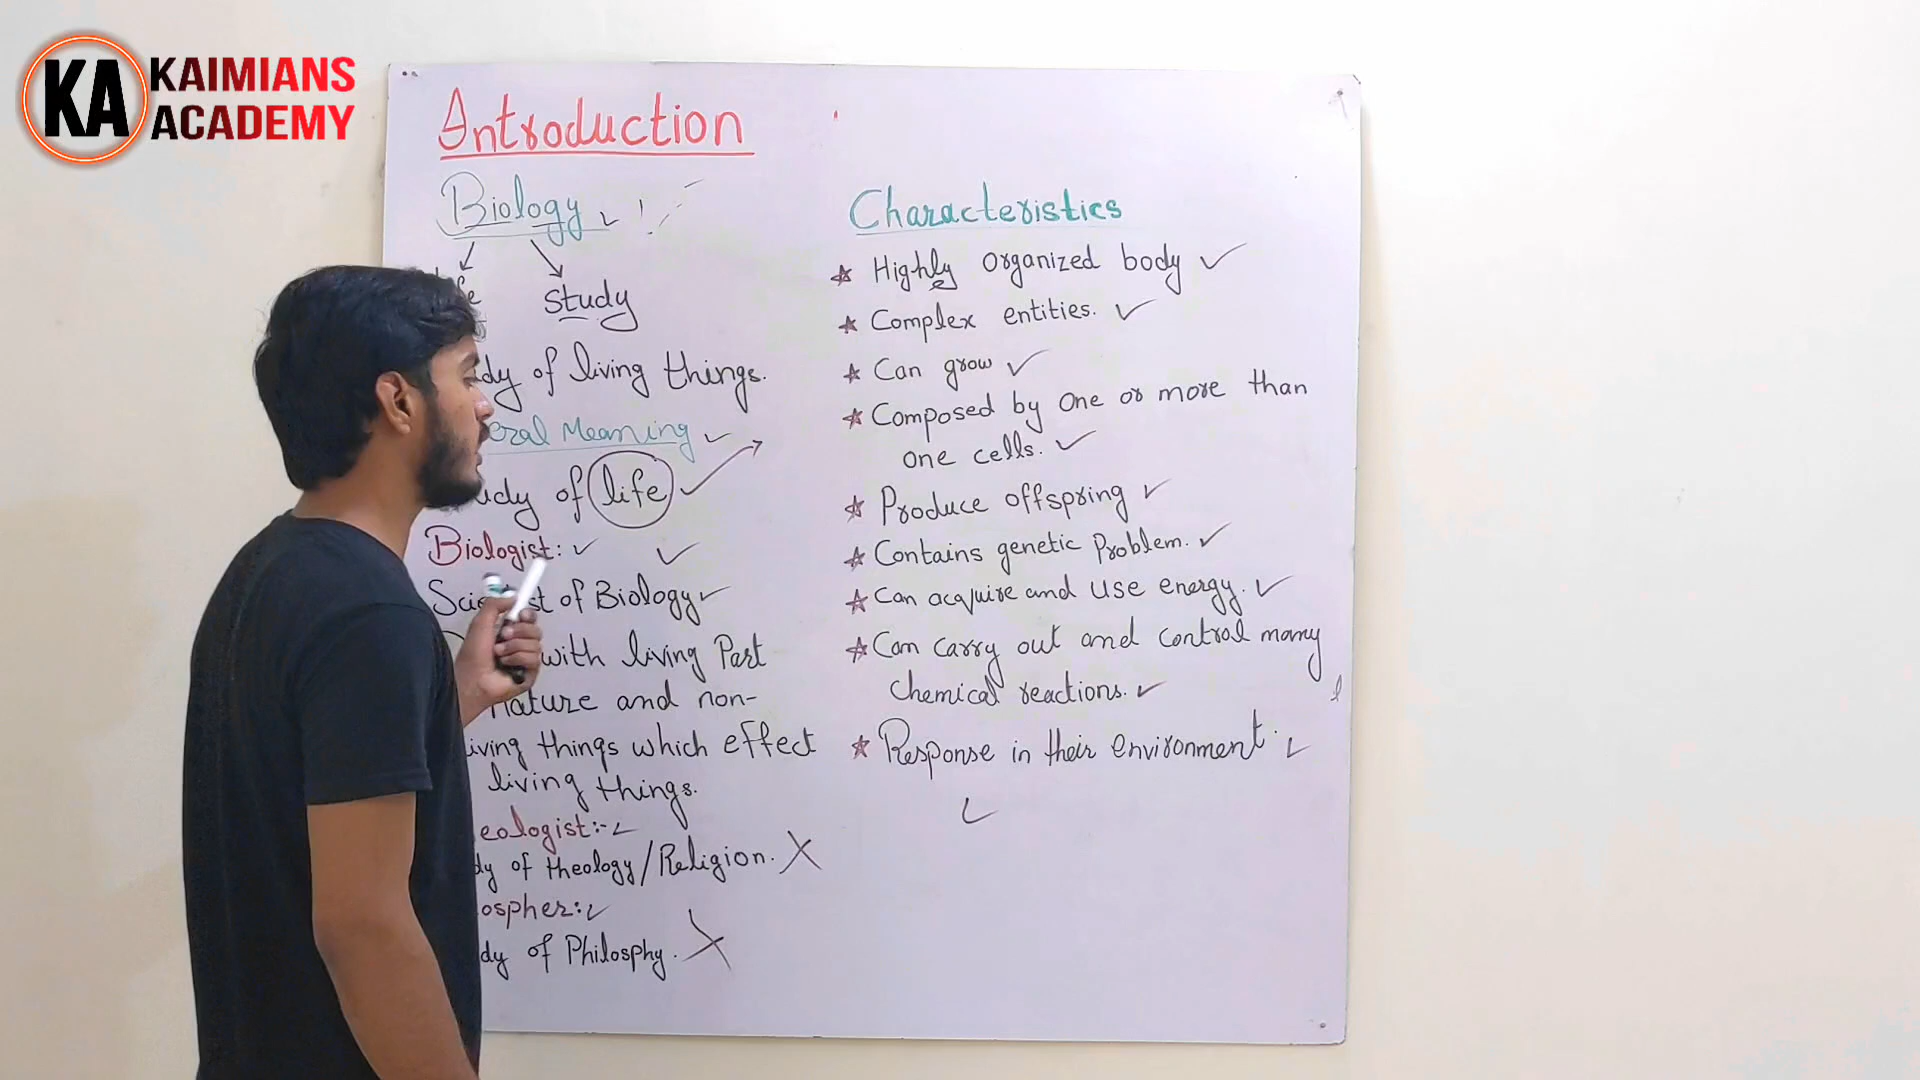 KA KAIMIANS
ACADEMY
Introduction
Biology
study
of living things.
Meaning
of life
Biologist:
of Biology
with living Part
nature and non-
living things which effect
living things.
of theology/Religion.
of Philosphy.
Characteristics
Highly organized body
Complex entities.
Can grow
Composed by one or more than
one cells.
Produce offspring
Contains genetic Problem.
Can acquire and use energy.
Can carry out and control many
chemical reactions.
Response in their environment.